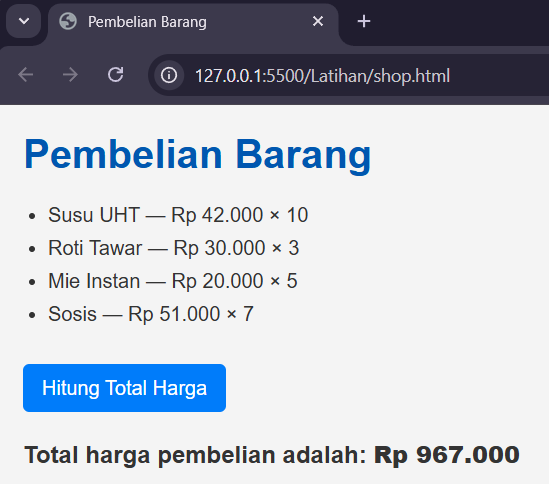 Pembelian Barang
127.0.0.1:5500/Latihan/shop.html
Pembelian Barang
• Susu UHT — Rp 42.000 × 10
• Roti Tawar — Rp 30.000 × 3
• Mie Instan — Rp 20.000 × 5
• Sosis — Rp 51.000 × 7
Hitung Total Harga
Total harga pembelian adalah: Rp 967.000